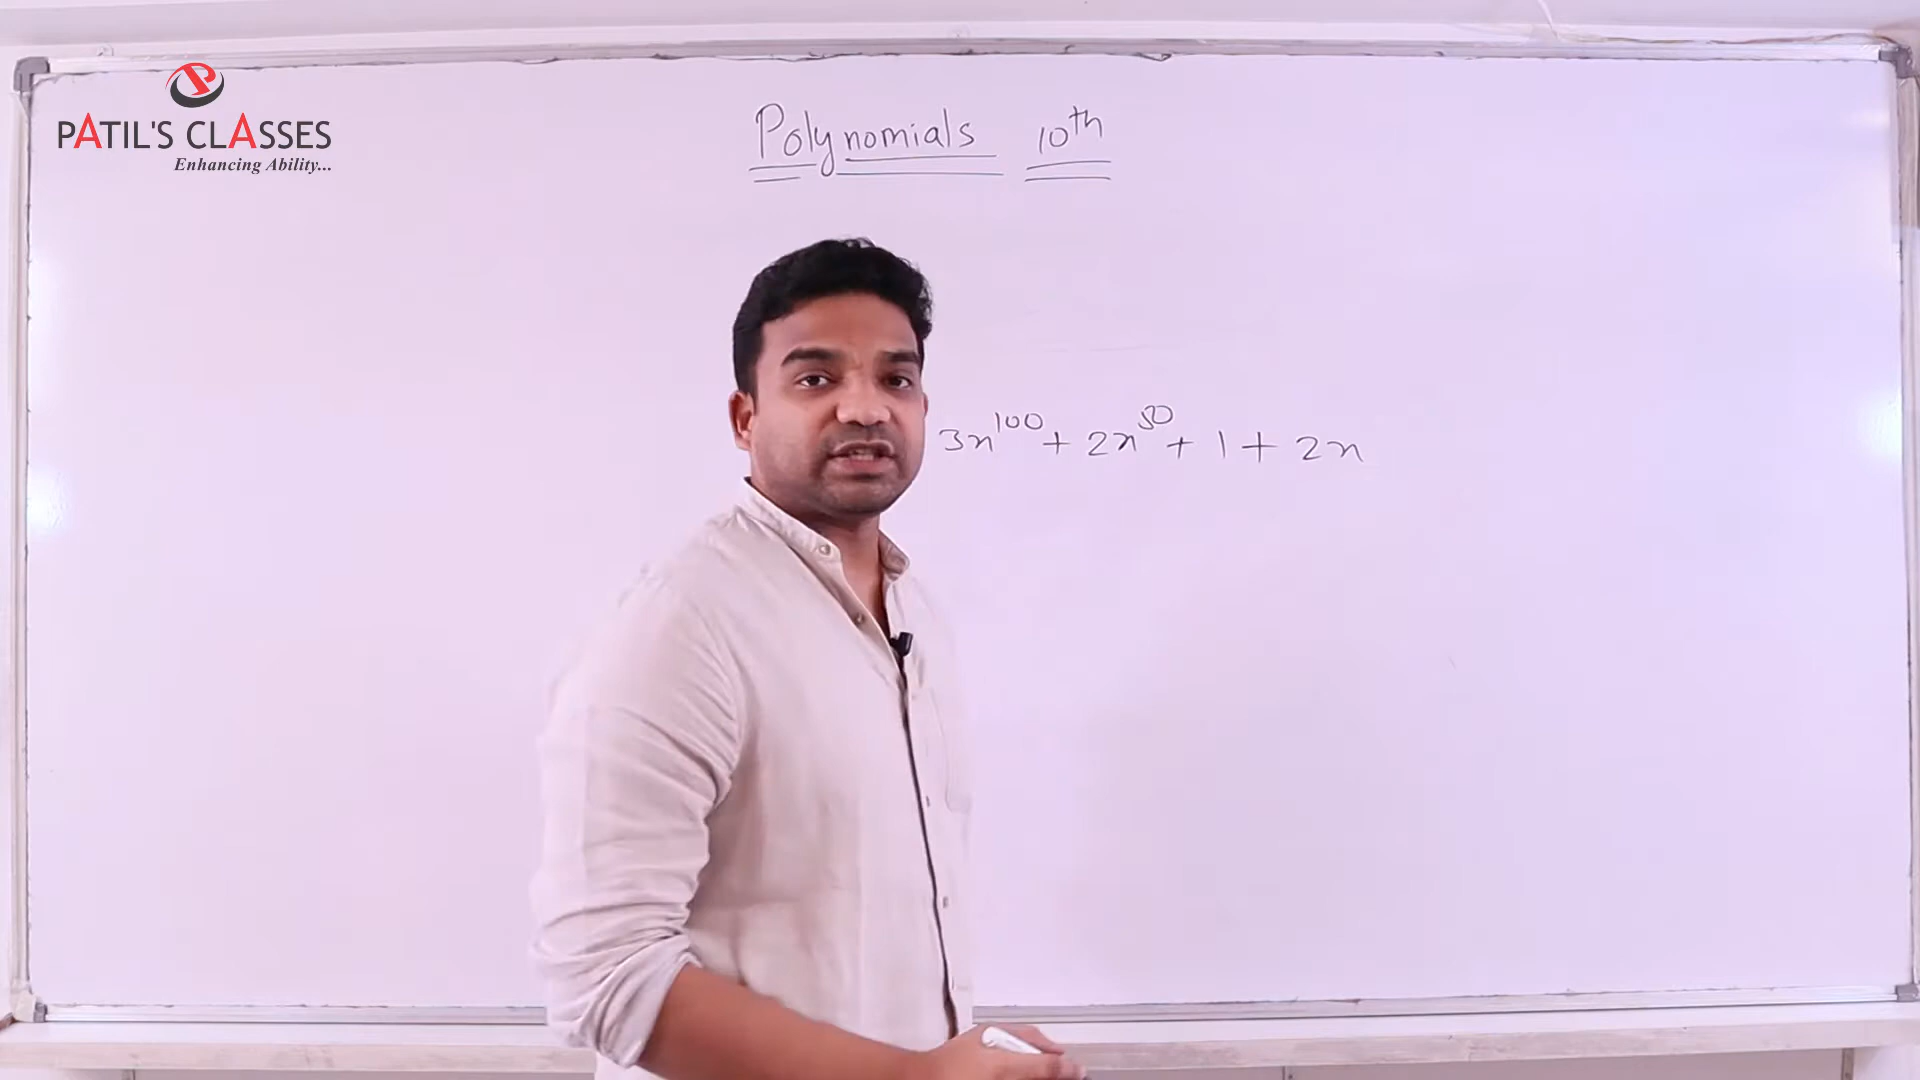 PATIL'S CLASSES
Enhancing Ability...
Polynomials 10th
3x^100 + 2x^50 + 1 + 2x